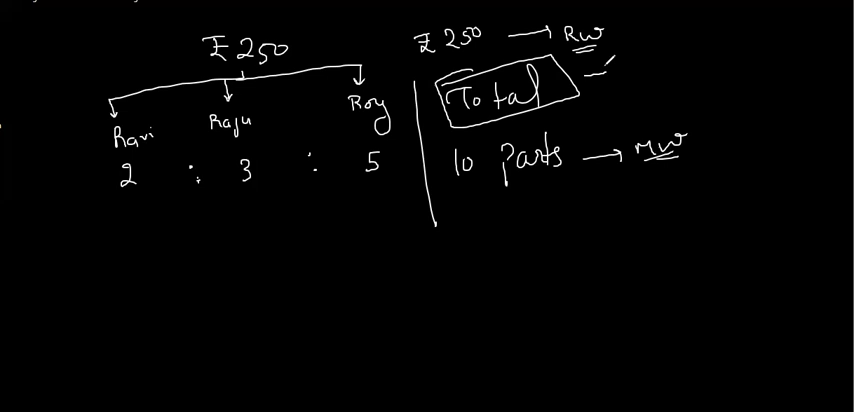 ₹ 250
Ravi Raju Roy
2 : 3 : 5
₹ 250 → RW
Total
10 Parts → MW